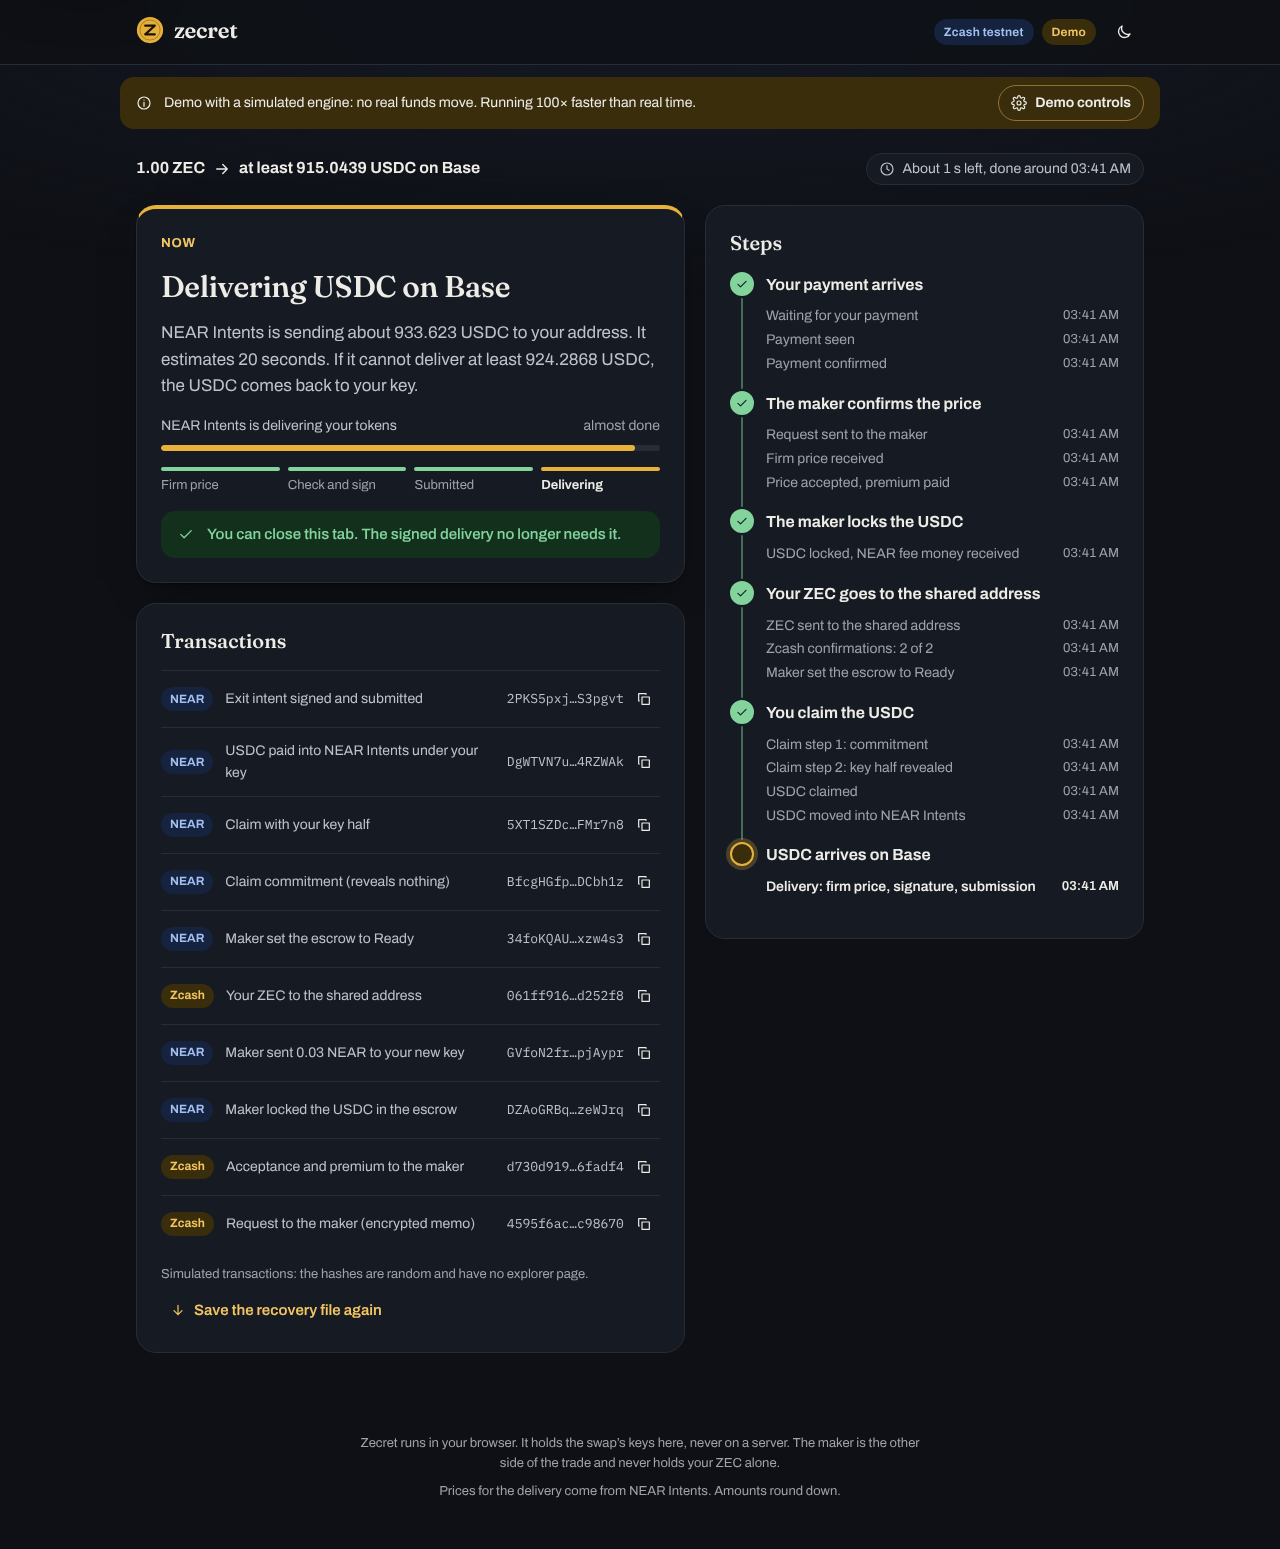 zecret
Zcash testnet
Demo
Demo with a simulated engine: no real funds move. Running 100× faster than real time.
Demo controls
1.00 ZEC → at least 915.0439 USDC on Base
About 1 s left, done around 03:41 AM
NOW
Delivering USDC on Base
NEAR Intents is sending about 933.623 USDC to your address. It
estimates 20 seconds. If it cannot deliver at least 924.2868 USDC,
the USDC comes back to your key.
NEAR Intents is delivering your tokens
almost done
Firm price
Check and sign
Submitted
Delivering
You can close this tab. The signed delivery no longer needs it.
Transactions
NEAR Exit intent signed and submitted 2PKS5pxj…S3pgvt
NEAR USDC paid into NEAR Intents under your
key DgWTVN7u…4RZWAk
NEAR Claim with your key half 5XT1SZDc…FMr7n8
NEAR Claim commitment (reveals nothing) BfcgHGfp…DCbh1z
NEAR Maker set the escrow to Ready 34foKQAU…xzw4s3
Zcash Your ZEC to the shared address 061ff916…d252f8
NEAR Maker sent 0.03 NEAR to your new key GVfoN2fr…pjAypr
NEAR Maker locked the USDC in the escrow DZAoGRBq…zeWJrq
Zcash Acceptance and premium to the maker d730d919…6fadf4
Zcash Request to the maker (encrypted memo) 4595f6ac…c98670
Simulated transactions: the hashes are random and have no explorer page.
Save the recovery file again
Steps
Your payment arrives
Waiting for your payment 03:41 AM
Payment seen 03:41 AM
Payment confirmed 03:41 AM
The maker confirms the price
Request sent to the maker 03:41 AM
Firm price received 03:41 AM
Price accepted, premium paid 03:41 AM
The maker locks the USDC
USDC locked, NEAR fee money received 03:41 AM
Your ZEC goes to the shared address
ZEC sent to the shared address 03:41 AM
Zcash confirmations: 2 of 2 03:41 AM
Maker set the escrow to Ready 03:41 AM
You claim the USDC
Claim step 1: commitment 03:41 AM
Claim step 2: key half revealed 03:41 AM
USDC claimed 03:41 AM
USDC moved into NEAR Intents 03:41 AM
USDC arrives on Base
Delivery: firm price, signature, submission 03:41 AM
Zecret runs in your browser. It holds the swap's keys here, never on a server. The maker is the other
side of the trade and never holds your ZEC alone.
Prices for the delivery come from NEAR Intents. Amounts round down.